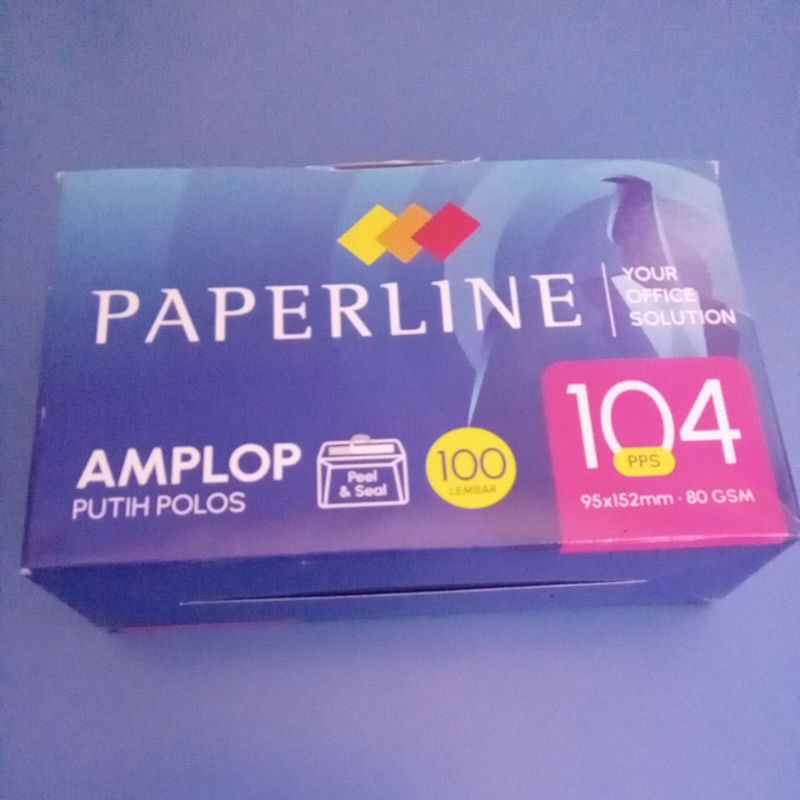 PAPERLINE
YOUR
OFFICE
SOLUTION
AMPLOP
PUTIH POLOS
Peel
& Seal
100
LEMBAR
104
PPS
95x152mm · 80 GSM